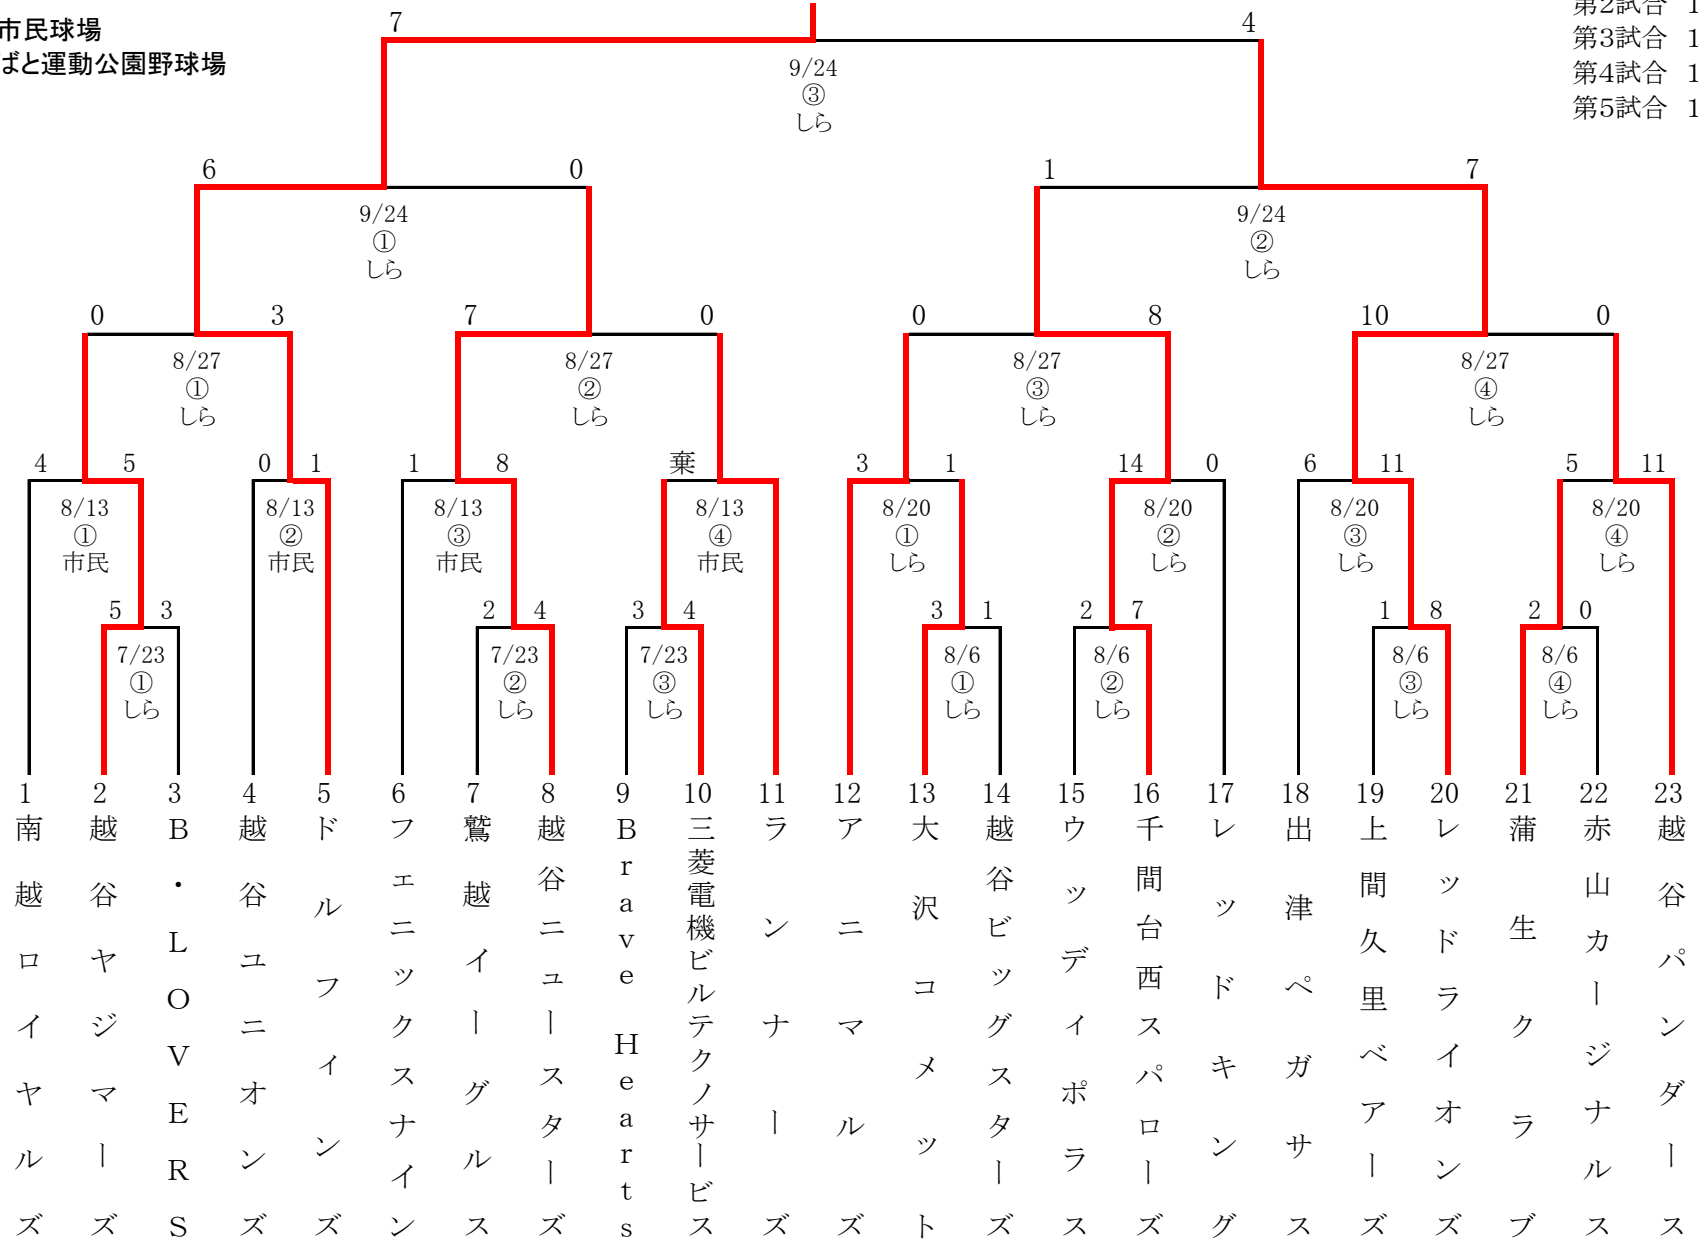 市民球場
ばと運動公園野球場
第2試合 1
第3試合 1
第4試合 1
第5試合 1
7 4
9/24
③
しら
6 0 1 7
9/24 9/24
① ②
しら しら
0 3 7 0 0 8 10 0
8/27 8/27 8/27 8/27
① ② ③ ④
しら しら しら しら
4 5 0 1 1 8 棄 3 1 14 0 6 11 5 11
8/13 8/13 8/13 8/13 8/20 8/20 8/20 8/20
① ② ③ ④ ① ② ③ ④
市民 市民 市民 市民 しら しら しら しら
5 3 2 4 3 4 3 1 2 7 1 8 2 0
7/23 7/23 7/23 8/6 8/6 8/6 8/6
① ② ③ ① ② ③ ④
しら しら しら しら しら しら しら
1 南越ロイヤルズ
2 越谷ヤジマーズ
3 B・LOVERS
4 越谷ユニオンズ
5 ドルフィンズ
6 フェニックスナイン
7 鷲越イーグルス
8 越谷ニュースターズ
9 Brave Hearts
10 三菱電機ビルテクノサービス
11 ランナーズ
12 アニマルズ
13 大沢コメット
14 越谷ビッグスターズ
15 ウッディポラス
16 千間台西スパローズ
17 レッドキング
18 出津ペガサス
19 上間久里ベアーズ
20 レッドライオンズ
21 蒲生クラブ
22 赤山カージナルス
23 越谷パンダース